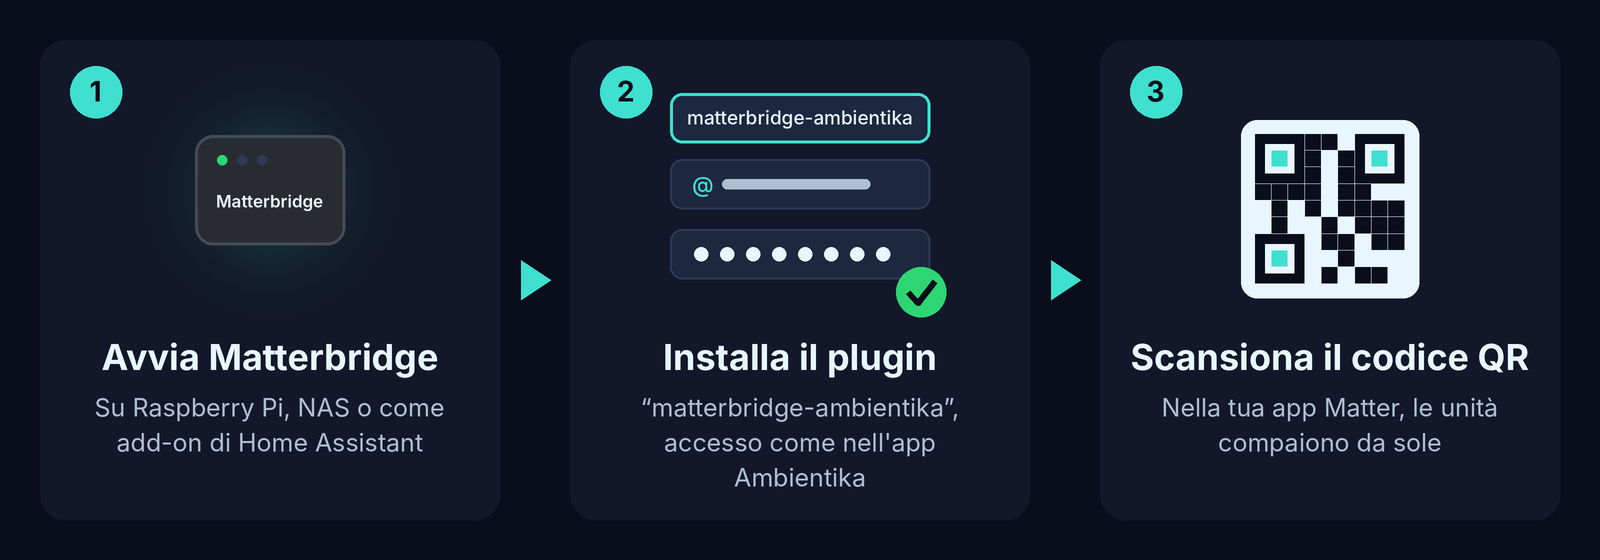 1
Matterbridge
Avvia Matterbridge
Su Raspberry Pi, NAS o come
add-on di Home Assistant
2
matterbridge-ambientika
@
Installa il plugin
“matterbridge-ambientika”,
accesso come nell'app
Ambientika
3
Scansiona il codice QR
Nella tua app Matter, le unità
compaiono da sole